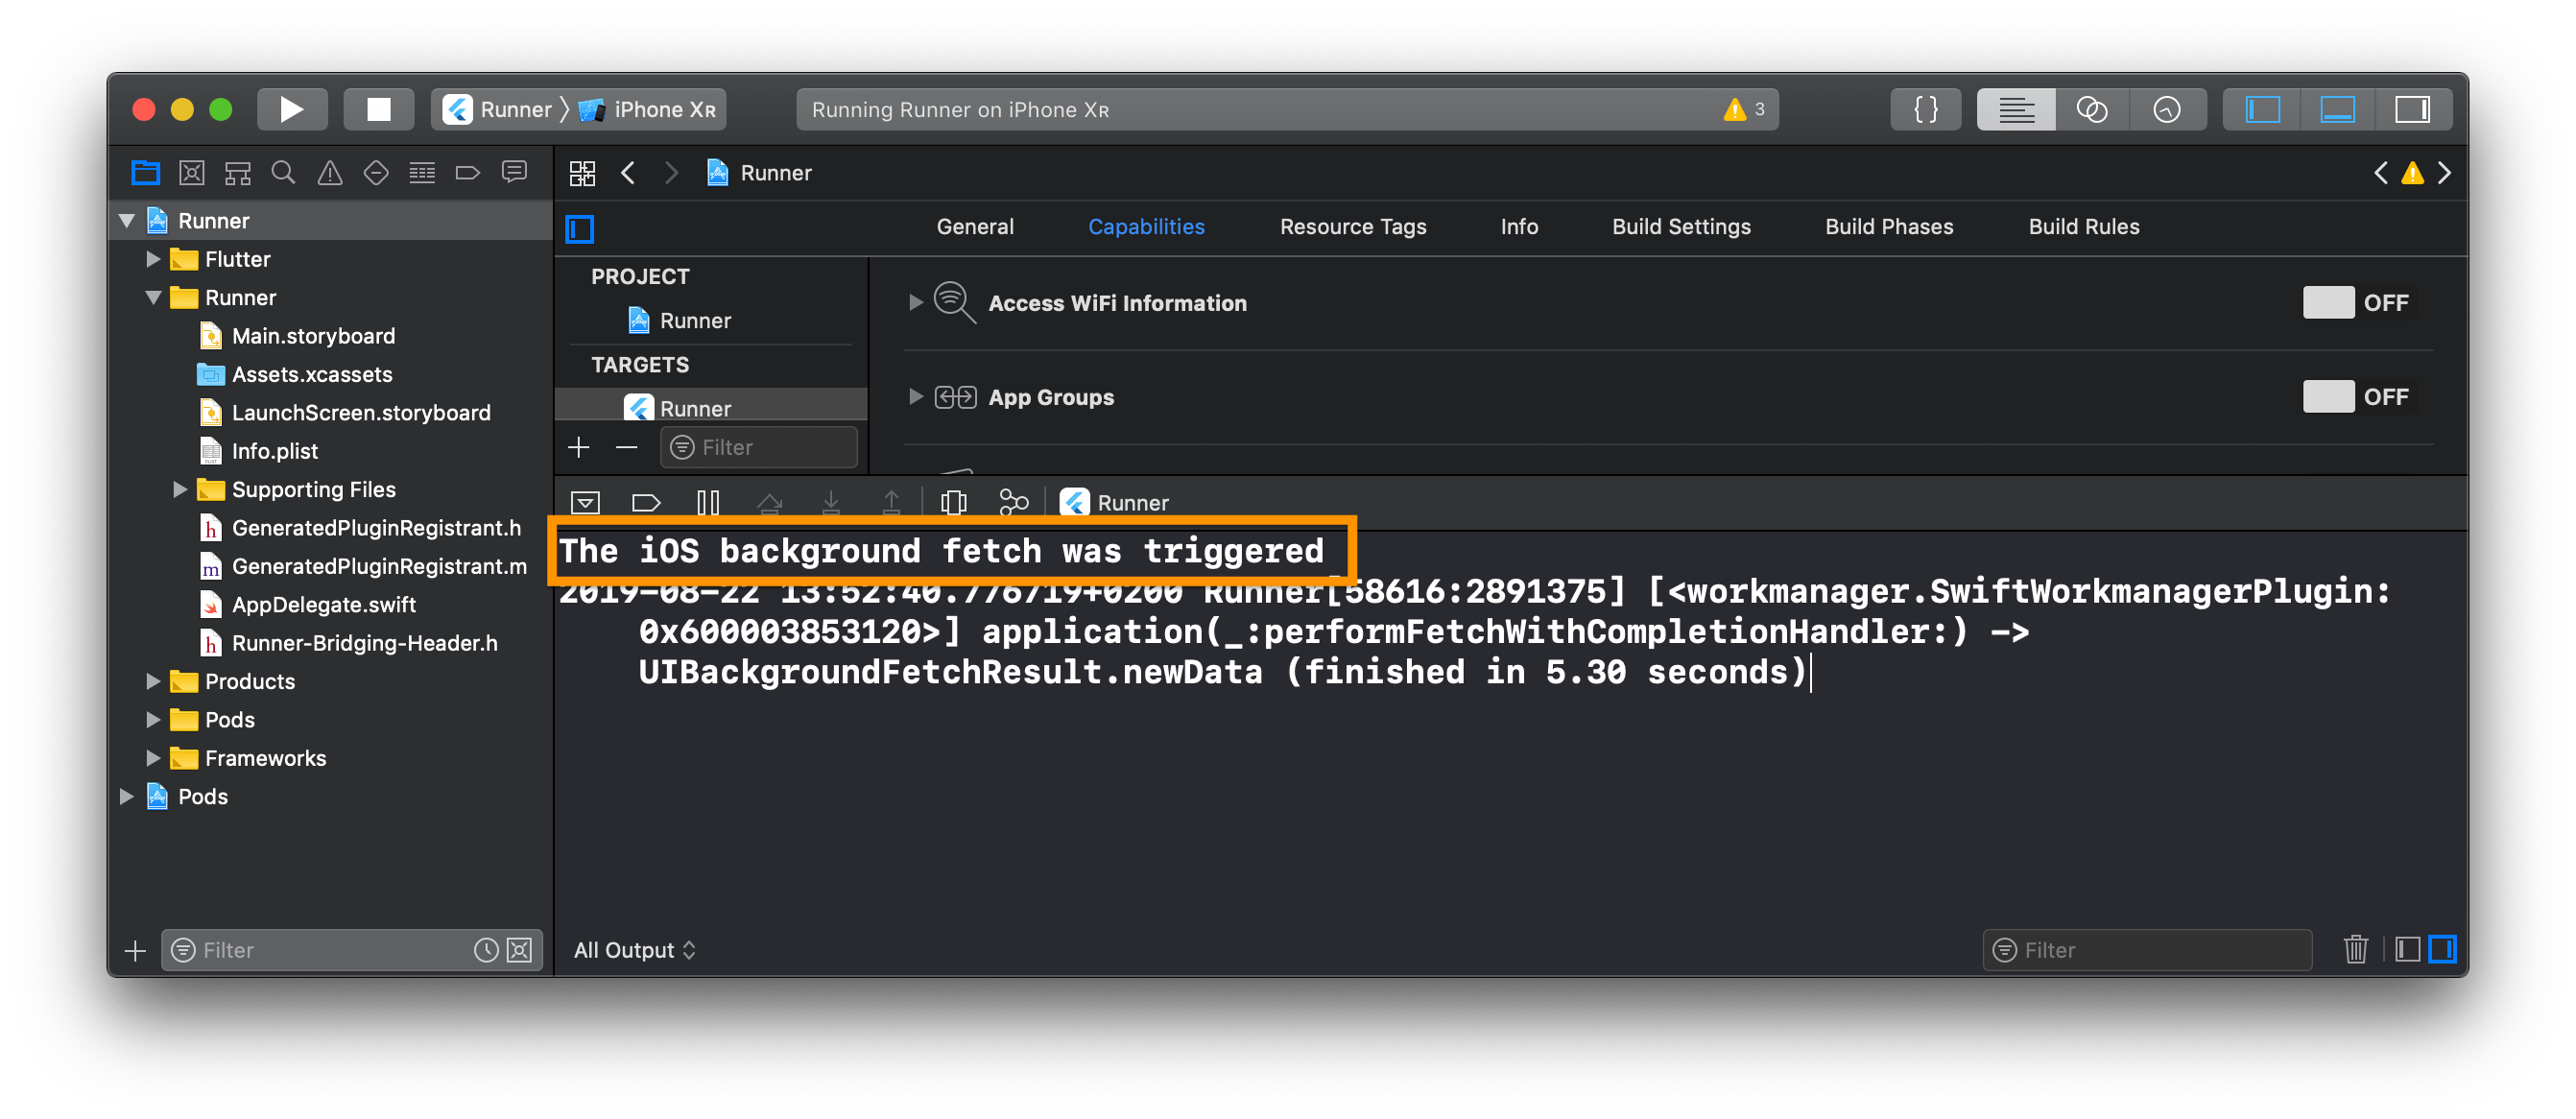 Runner 〉 iPhone Xʀ
Running Runner on iPhone Xʀ
3
{ }
Runner
General
Capabilities
Resource Tags
Info
Build Settings
Build Phases
Build Rules
Runner
Flutter
Runner
Main.storyboard
Assets.xcassets
LaunchScreen.storyboard
Info.plist
Supporting Files
GeneratedPluginRegistrant.h
GeneratedPluginRegistrant.m
AppDelegate.swift
Runner-Bridging-Header.h
Products
Pods
Frameworks
Pods
Filter
PROJECT
Runner
TARGETS
Runner
Filter
Access WiFi Information
OFF
App Groups
OFF
Runner
The iOS background fetch was triggered
2019-08-22 13:52:40.776719+0200 Runner[58616:2891375] [<workmanager.SwiftWorkmanagerPlugin:
0x600003853120>] application(_:performFetchWithCompletionHandler:) ->
UIBackgroundFetchResult.newData (finished in 5.30 seconds)
All Output
Filter